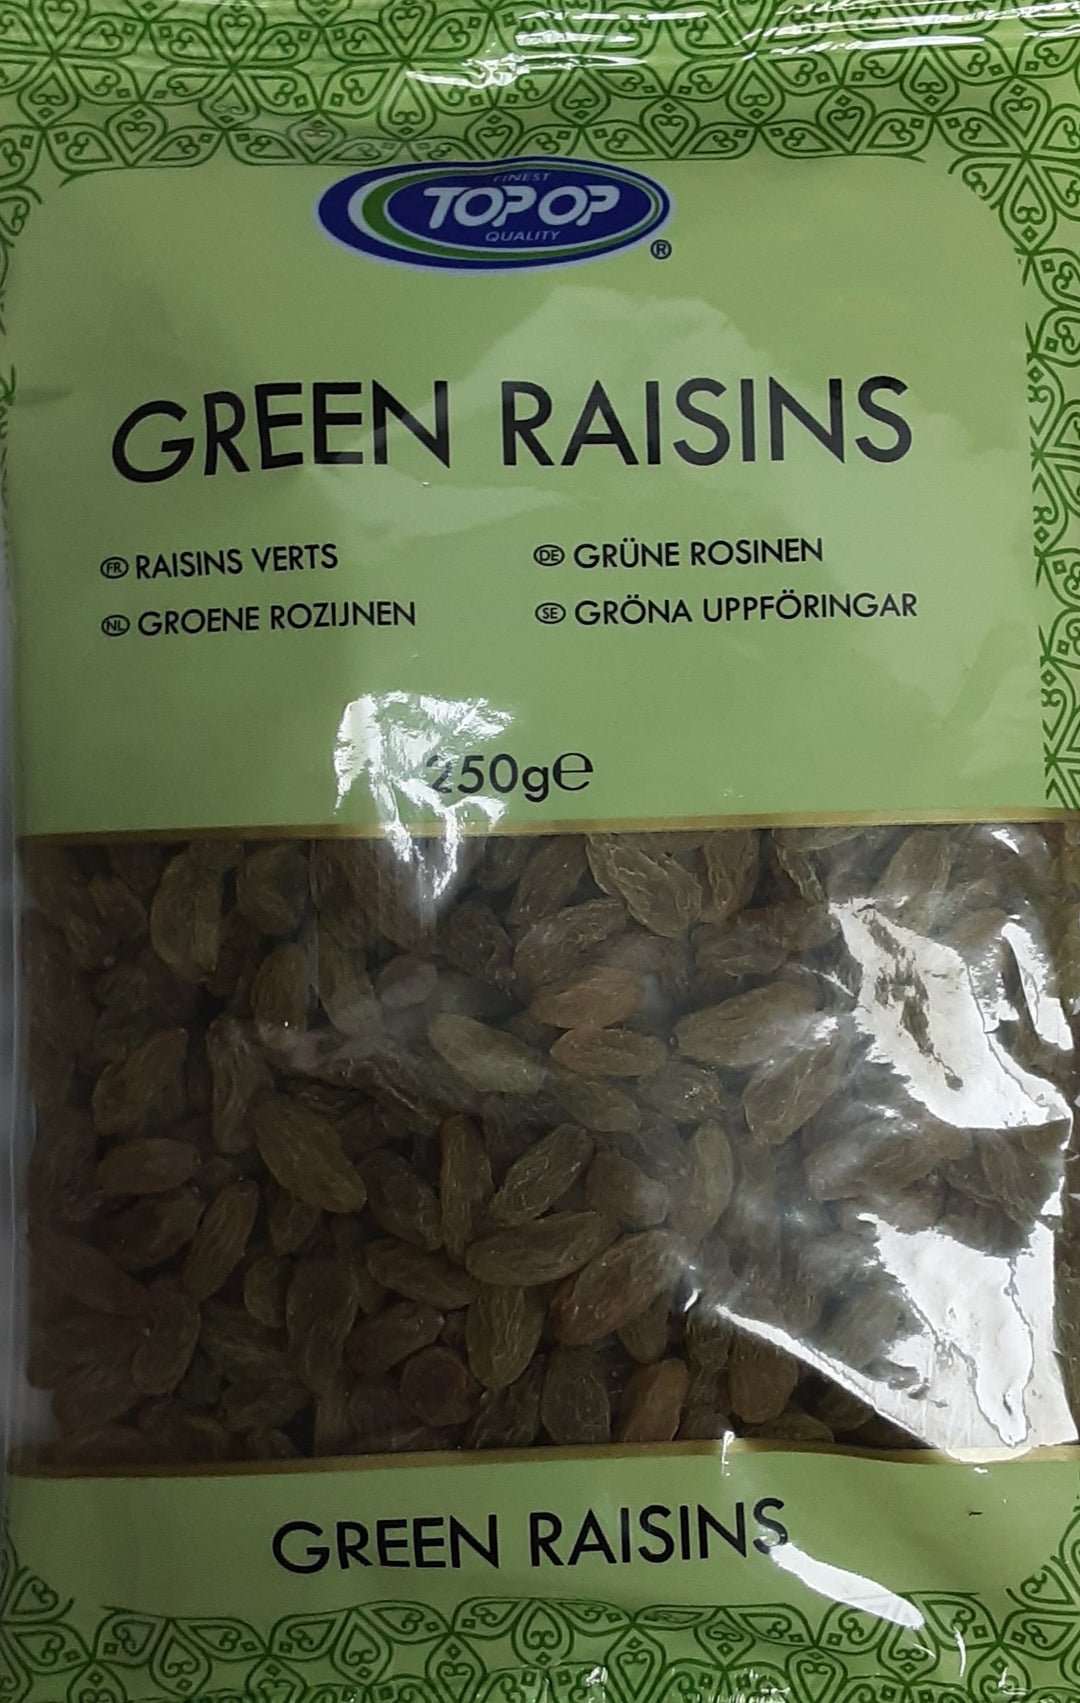 FINEST
TOP OP
QUALITY
®
GREEN RAISINS
FR RAISINS VERTS
DE GRÜNE ROSINEN
NL GROENE ROZIJNEN
SE GRÖNA UPPFÖRINGAR
250g℮
GREEN RAISINS